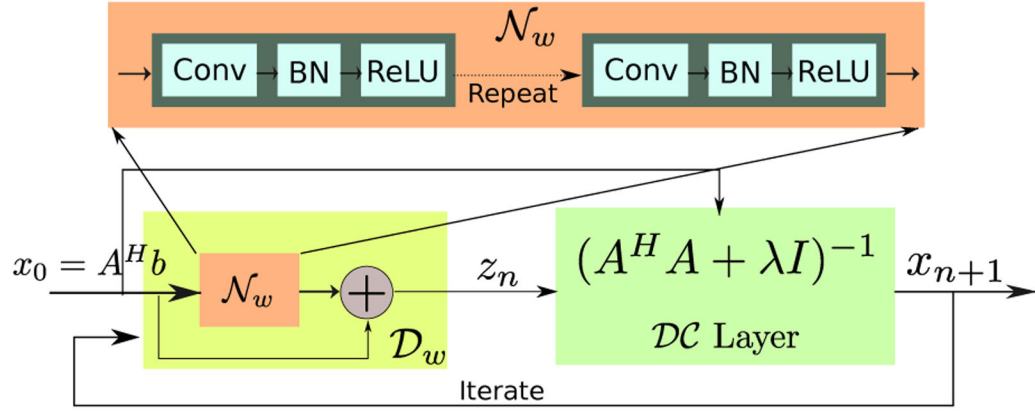 𝒩_w
Conv BN ReLU Repeat Conv BN ReLU
x_0 = A^H b
𝒩_w
+
𝒟_w
z_n
(A^H A + λI)^{-1}
𝒟𝒞 Layer
x_{n+1}
Iterate